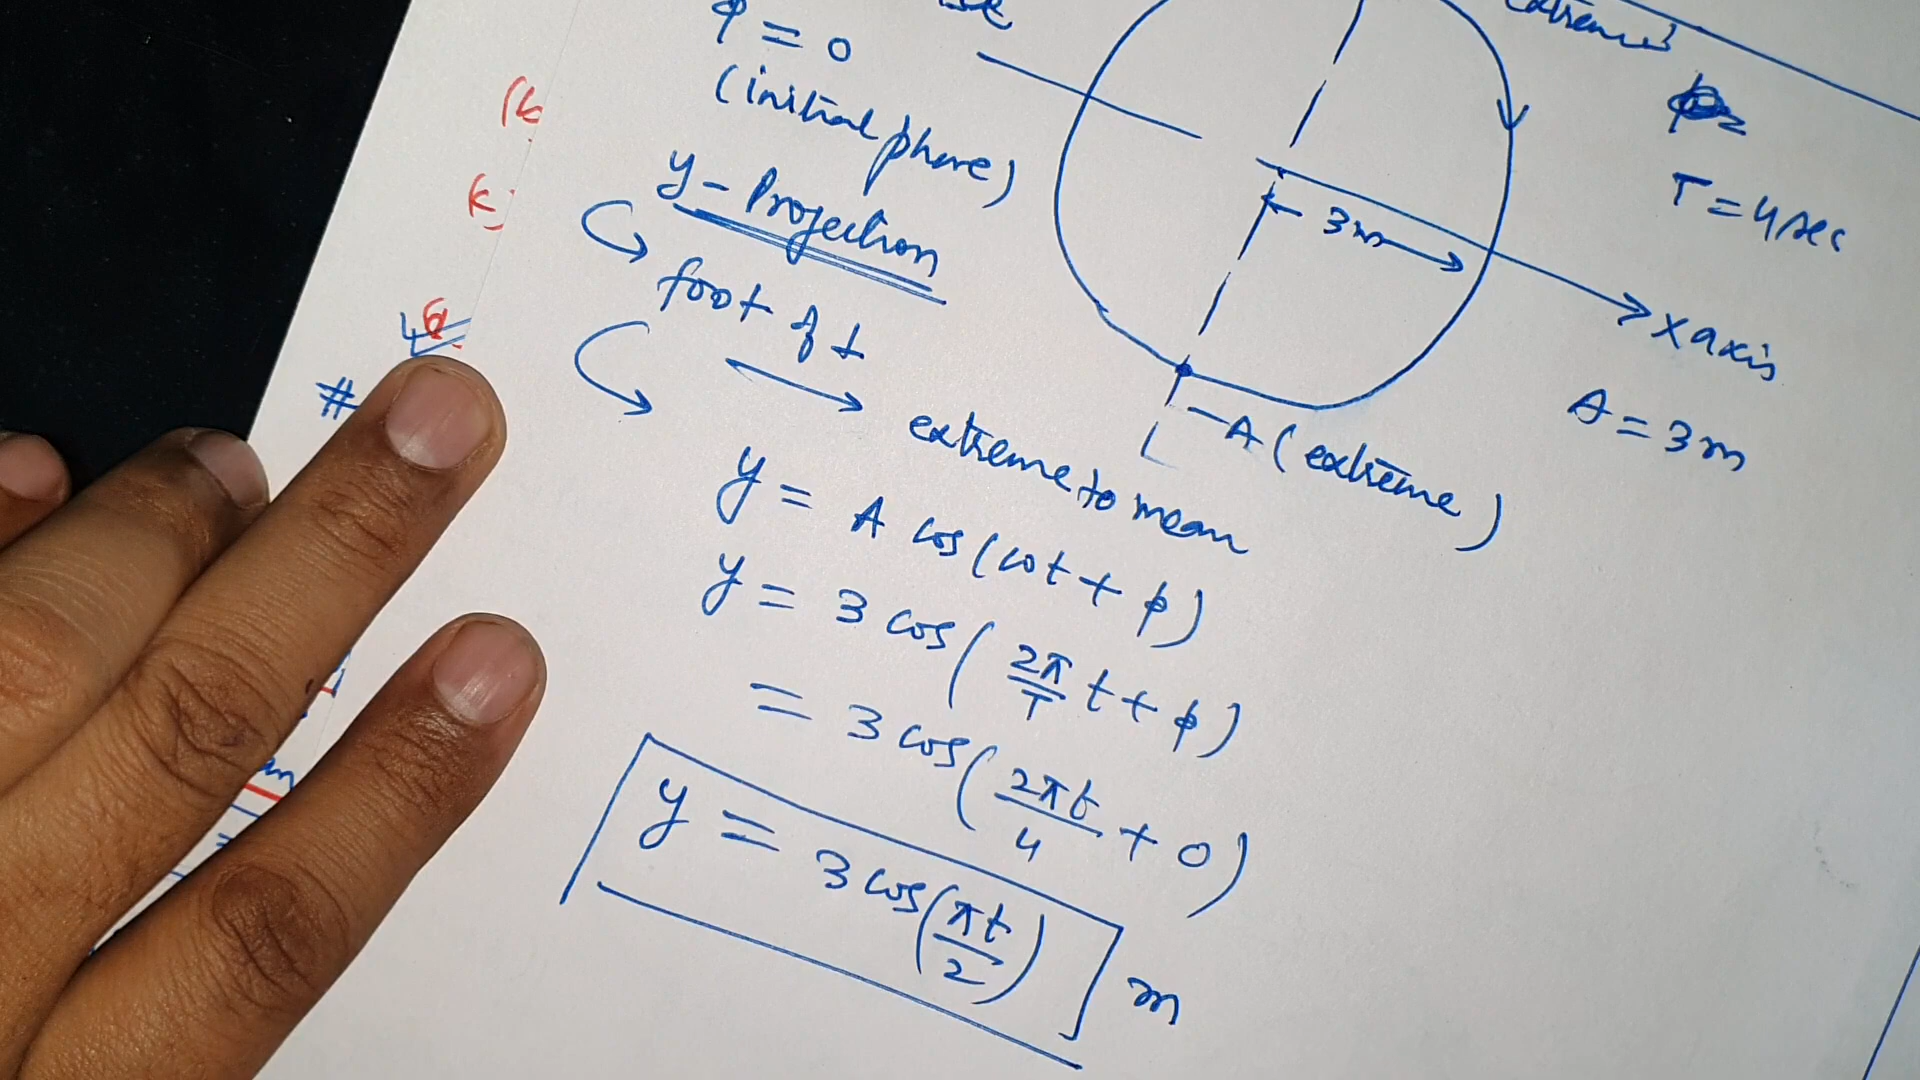 φ = 0
(initial phase)
y - Projection
foot of ⊥
extreme to mean
y = A cos(ωt + φ)
y = 3 cos(2π/T t + φ)
= 3 cos(2πt/4 + 0)
y = 3 cos(πt/2) m
3m
x axis
-A (extreme)
T = 4 sec
A = 3m
#